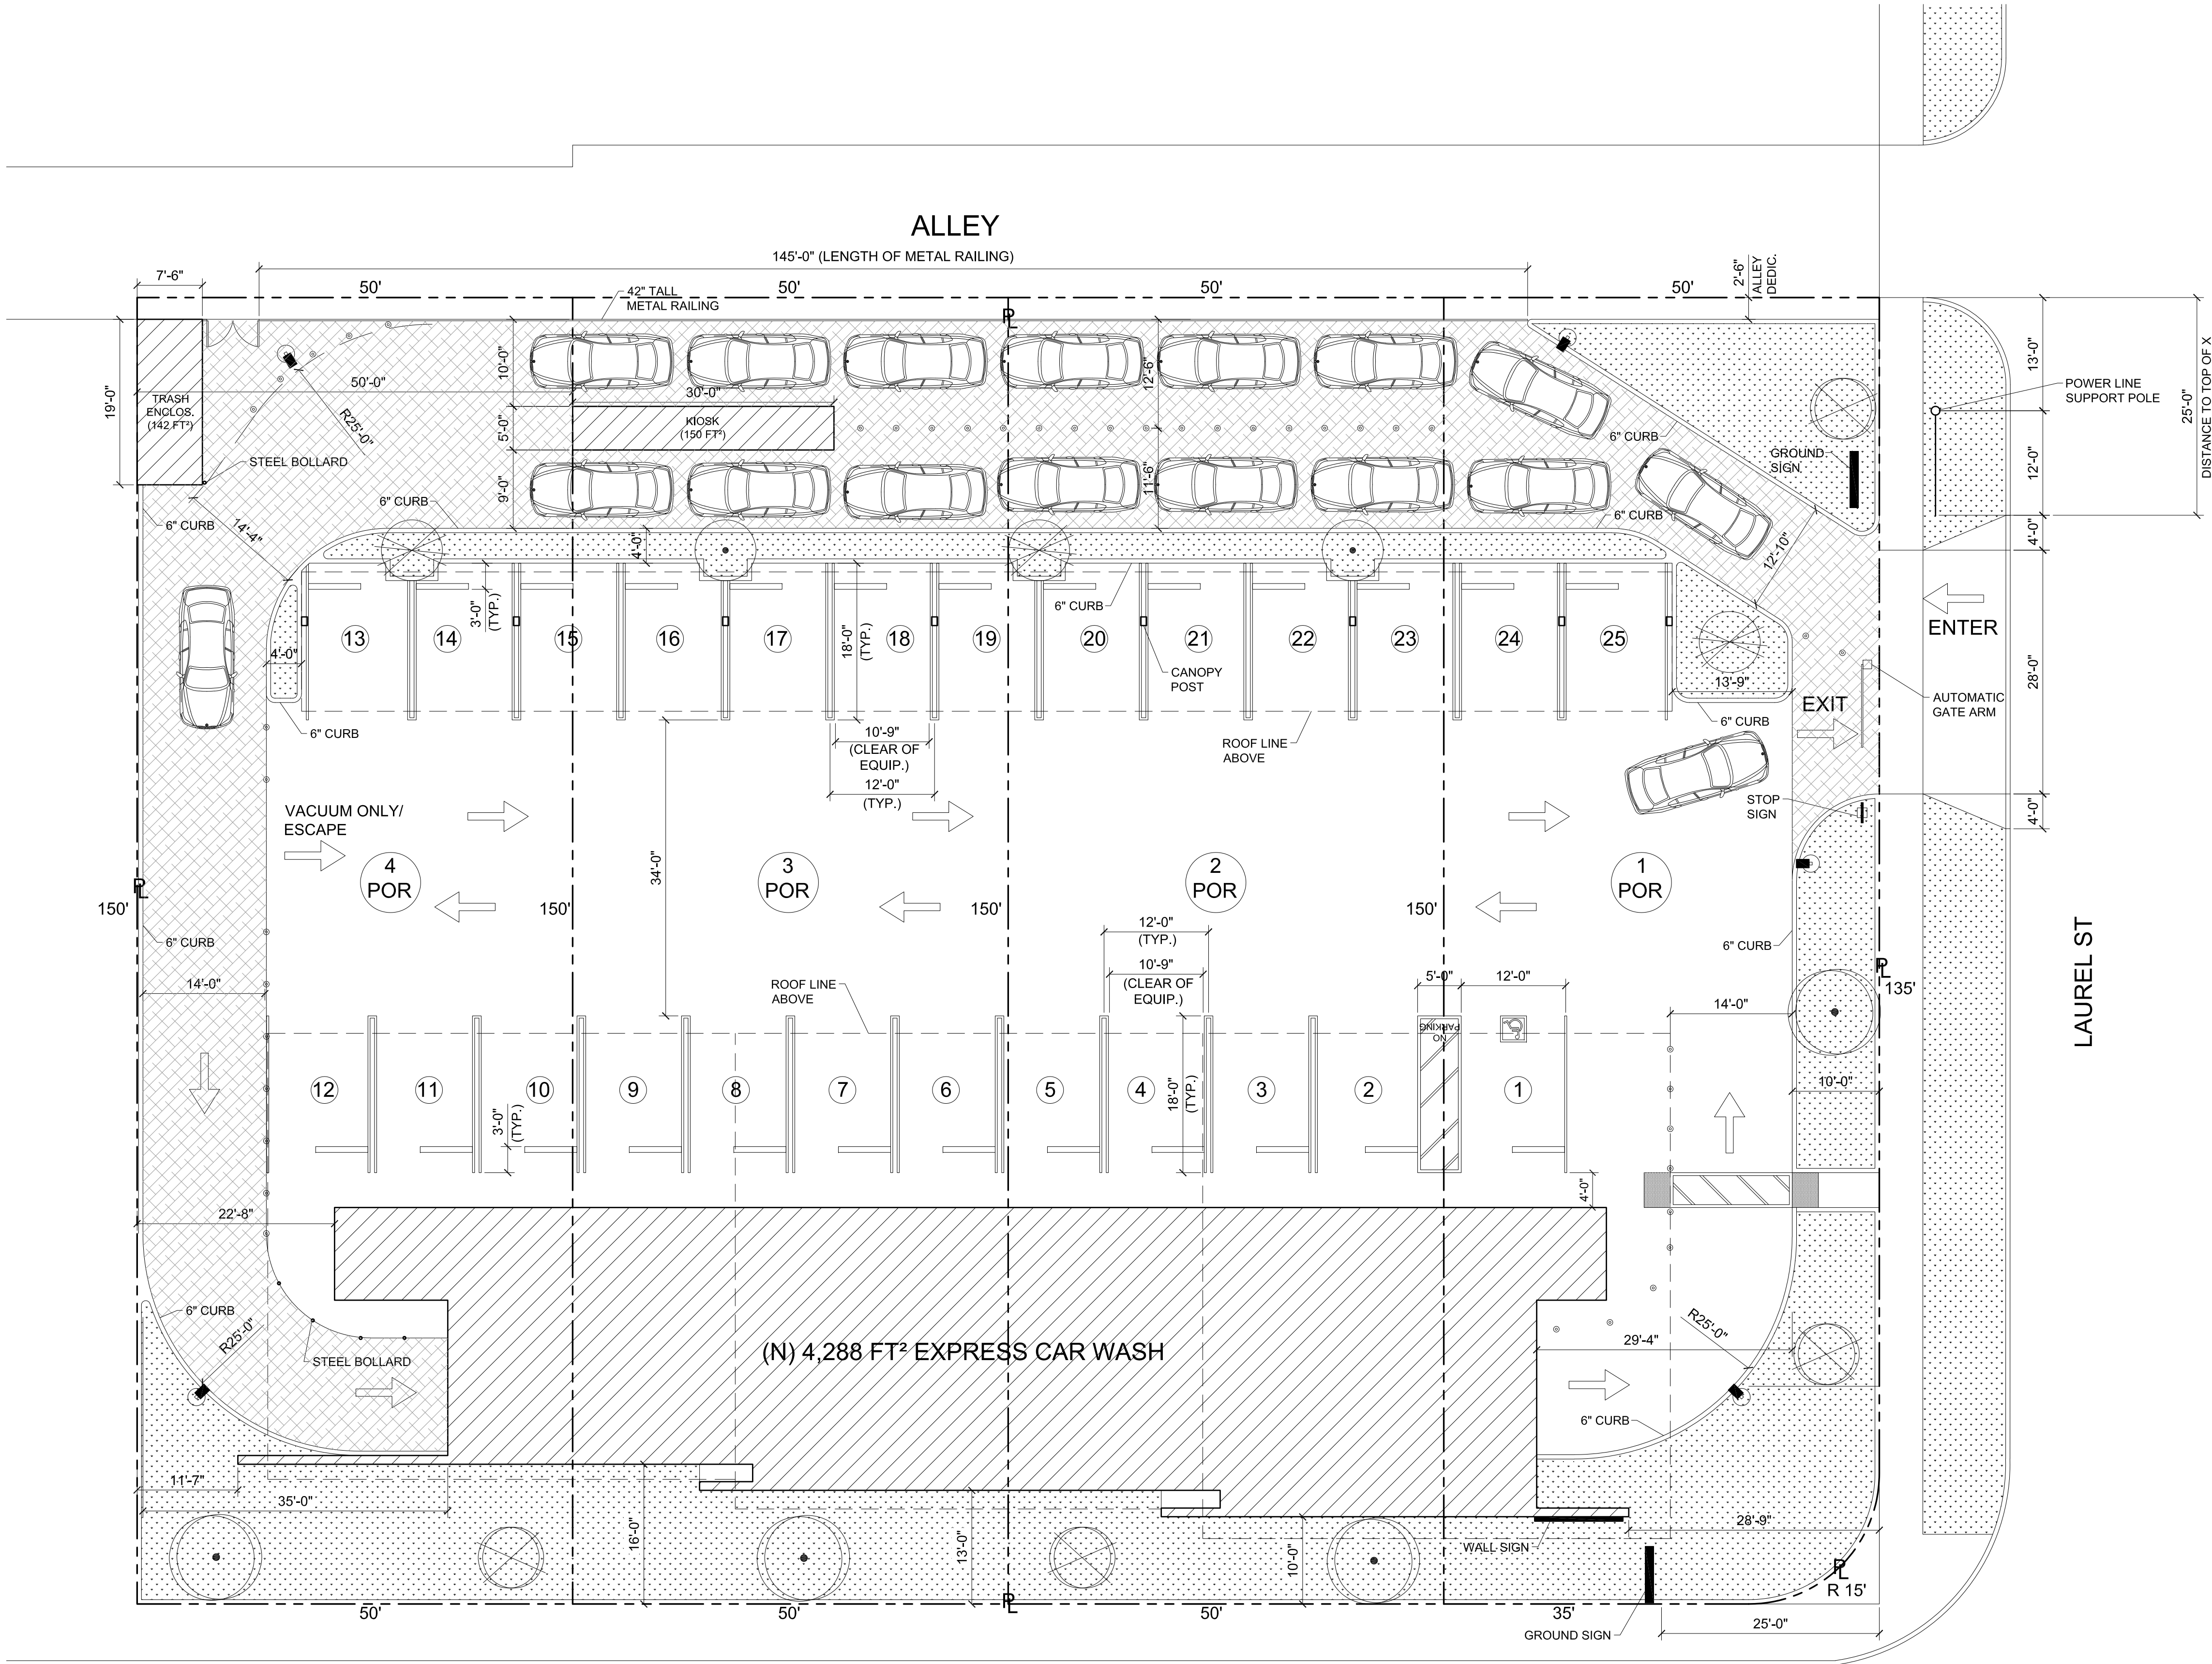 ALLEY
145'-0" (LENGTH OF METAL RAILING)
7'-6"
50'
50'
50'
50'
2'-6"
ALLEY
DEDIC.
42" TALL
METAL RAILING
PL
13'-0"
25'-0"
DISTANCE TO TOP OF X
POWER LINE
SUPPORT POLE
12'-0"
4'-0"
19'-0"
TRASH
ENCLOS.
(142 FT²)
50'-0"
R25'-0"
10'-0"
5'-0"
9'-0"
30'-0"
KIOSK
(150 FT²)
12'-6"
11'-6"
6" CURB
GROUND
SIGN
STEEL BOLLARD
6" CURB
6" CURB
6" CURB
14'-4"
4'-0"
12'-10"
ENTER
28'-0"
3'-0"
(TYP.)
18'-0"
(TYP.)
6" CURB
13
14
15
16
17
18
19
20
21
22
23
24
25
4'-0"
CANOPY
POST
13'-9"
AUTOMATIC
GATE ARM
EXIT
6" CURB
6" CURB
10'-9"
(CLEAR OF
EQUIP.)
12'-0"
(TYP.)
ROOF LINE
ABOVE
STOP
SIGN
4'-0"
VACUUM ONLY/
ESCAPE
34'-0"
4
POR
3
POR
2
POR
1
POR
PL
150'
150'
150'
150'
6" CURB
12'-0"
(TYP.)
10'-9"
(CLEAR OF
EQUIP.)
6" CURB
LAUREL ST
PL
135'
14'-0"
ROOF LINE
ABOVE
5'-0"
12'-0"
14'-0"
NO
PARKING
12
11
10
9
8
7
6
5
4
3
2
1
3'-0"
(TYP.)
18'-0"
(TYP.)
10'-0"
4'-0"
22'-8"
6" CURB
R25'-0"
STEEL BOLLARD
(N) 4,288 FT² EXPRESS CAR WASH
29'-4"
R25'-0"
6" CURB
11'-7"
35'-0"
16'-0"
13'-0"
10'-0"
WALL SIGN
28'-9"
PL
R 15'
50'
50'
PL
50'
35'
25'-0"
GROUND SIGN